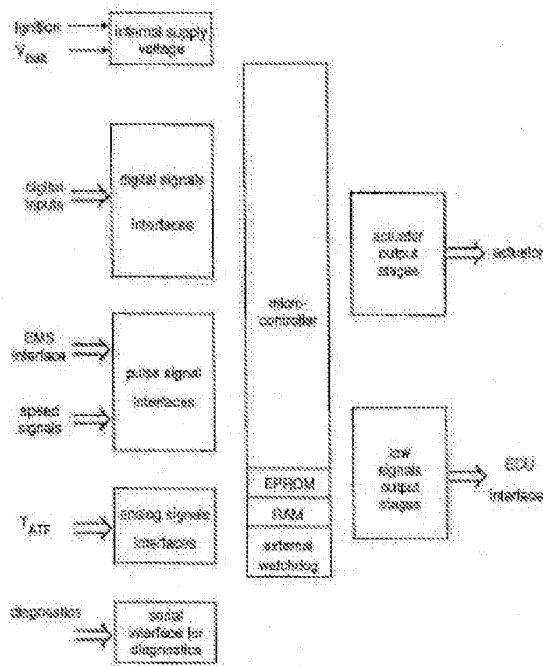 Ignition
V batt
internal supply
voltage
digital
inputs
digital signals
interfaces
EMS
interface
speed
signals
pulse signal
interfaces
T ATF
analog signals
interfaces
diagnostics
serial
interface for
diagnostics
micro-
controller
EPROM
RAM
external
watchdog
actuator
output
stages
actuator
low
signals
output
stages
ECU
interface